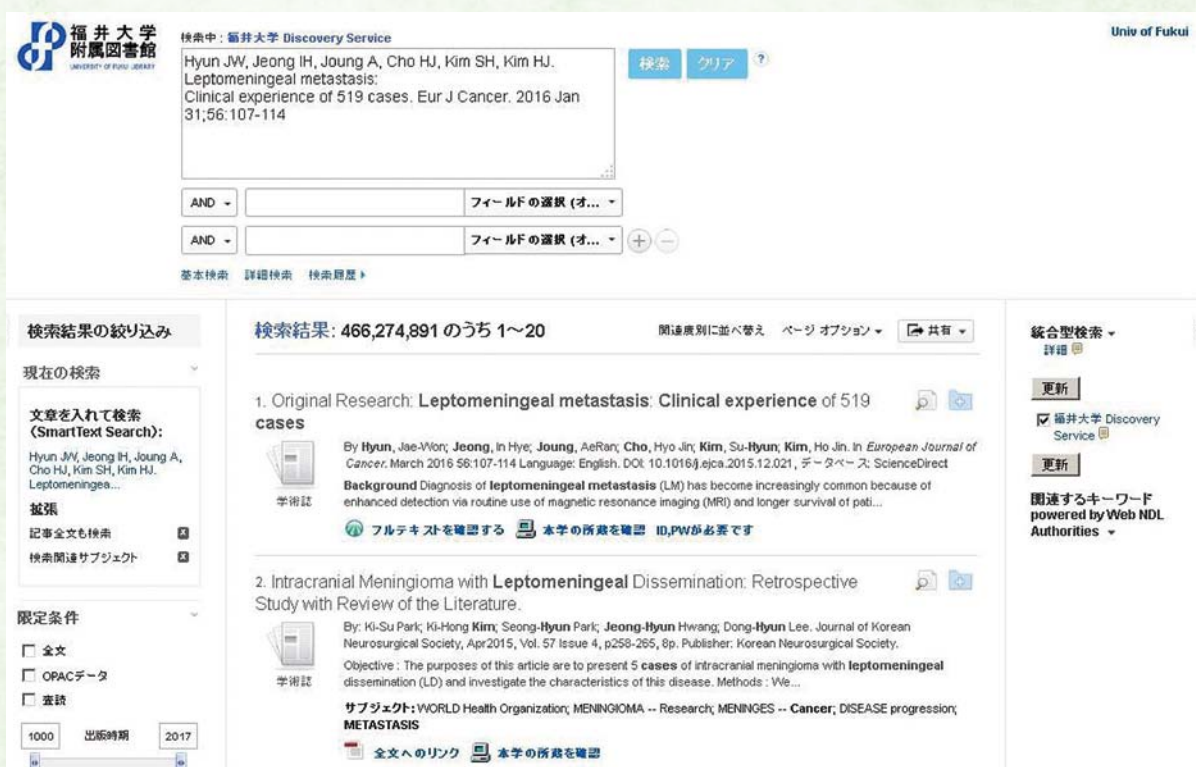 福井大学
附属図書館
UNIVERSITY OF FUKUI LIBRARY
検索中: 福井大学 Discovery Service
Univ of Fukui
Hyun JW, Jeong IH, Joung A, Cho HJ, Kim SH, Kim HJ.
Leptomeningeal metastasis:
Clinical experience of 519 cases. Eur J Cancer. 2016 Jan
31;56:107-114
検索
クリア
?
AND
フィールドの選択 (オ...
AND
フィールドの選択 (オ...
基本検索 詳細検索 検索履歴
検索結果の絞り込み
現在の検索
文章を入れて検索
(SmartText Search):
Hyun JW, Jeong IH, Joung A,
Cho HJ, Kim SH, Kim HJ.
Leptomeningea...
拡張
記事全文も検索
検索関連サブジェクト
限定条件
全文
OPACデータ
査読
1000 出版時期 2017
検索結果: 466,274,891 のうち 1~20
関連度別に並べ替え ページ オプション 共有
1. Original Research: Leptomeningeal metastasis: Clinical experience of 519
cases
By Hyun, Jae-Won; Jeong, In Hye; Joung, AeRan; Cho, Hyo Jin; Kim, Su-Hyun; Kim, Ho Jin. In European Journal of
Cancer. March 2016 56:107-114 Language: English. DOI: 10.1016/j.ejca.2015.12.021, データベース: ScienceDirect
Background Diagnosis of leptomeningeal metastasis (LM) has become increasingly common because of
enhanced detection via routine use of magnetic resonance imaging (MRI) and longer survival of pati...
学術誌
フルテキストを確認する 本学の所蔵を確認 ID,PWが必要です
2. Intracranial Meningioma with Leptomeningeal Dissemination: Retrospective
Study with Review of the Literature.
By: Ki-Su Park; Ki-Hong Kim; Seong-Hyun Park; Jeong-Hyun Hwang; Dong-Hyun Lee. Journal of Korean
Neurosurgical Society, Apr2015, Vol. 57 Issue 4, p258-265, 8p. Publisher: Korean Neurosurgical Society.
Objective : The purposes of this article are to present 5 cases of intracranial meningioma with leptomeningeal
dissemination (LD) and investigate the characteristics of this disease. Methods : We...
学術誌
サブジェクト: WORLD Health Organization; MENINGIOMA -- Research; MENINGES -- Cancer; DISEASE progression;
METASTASIS
全文へのリンク 本学の所蔵を確認
統合型検索
詳細
更新
福井大学 Discovery
Service
更新
関連するキーワード
powered by Web NDL
Authorities